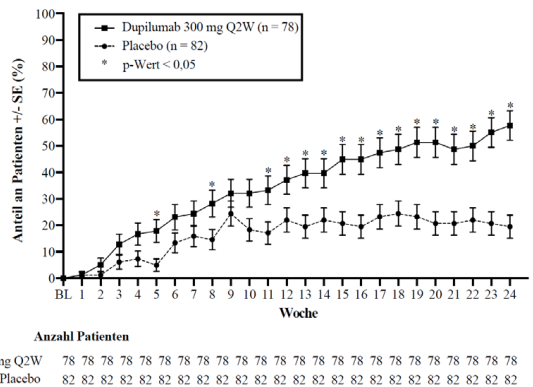 Dupilumab 300 mg Q2W (n = 78)
Placebo (n = 82)
* p-Wert < 0,05
Anteil an Patienten +/- SE (%)
100
90
80
70
60
50
40
30
20
10
0
* * * * * * * * * * * * * * * *
BL 1 2 3 4 5 6 7 8 9 10 11 12 13 14 15 16 17 18 19 20 21 22 23 24
Woche
Anzahl Patienten
ng Q2W 78 78 78 78 78 78 78 78 78 78 78 78 78 78 78 78 78 78 78 78 78 78 78 78 78
Placebo 82 82 82 82 82 82 82 82 82 82 82 82 82 82 82 82 82 82 82 82 82 82 82 82 82